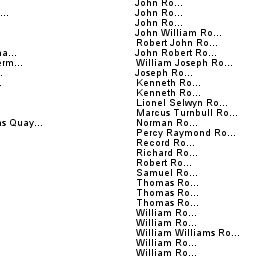 John Ro...
... John Ro...
John Ro...
John William Ro...
Robert John Ro...
na... John Robert Ro...
erm... William Joseph Ro...
. Joseph Ro...
. Kenneth Ro...
Kenneth Ro...
Lionel Selwyn Ro...
Marcus Turnbull Ro...
as Quay... Norman Ro...
Percy Raymond Ro...
Record Ro...
Richard Ro...
Robert Ro...
Samuel Ro...
Thomas Ro...
Thomas Ro...
Thomas Ro...
William Ro...
William Ro...
William Williams Ro...
William Ro...
William Ro...